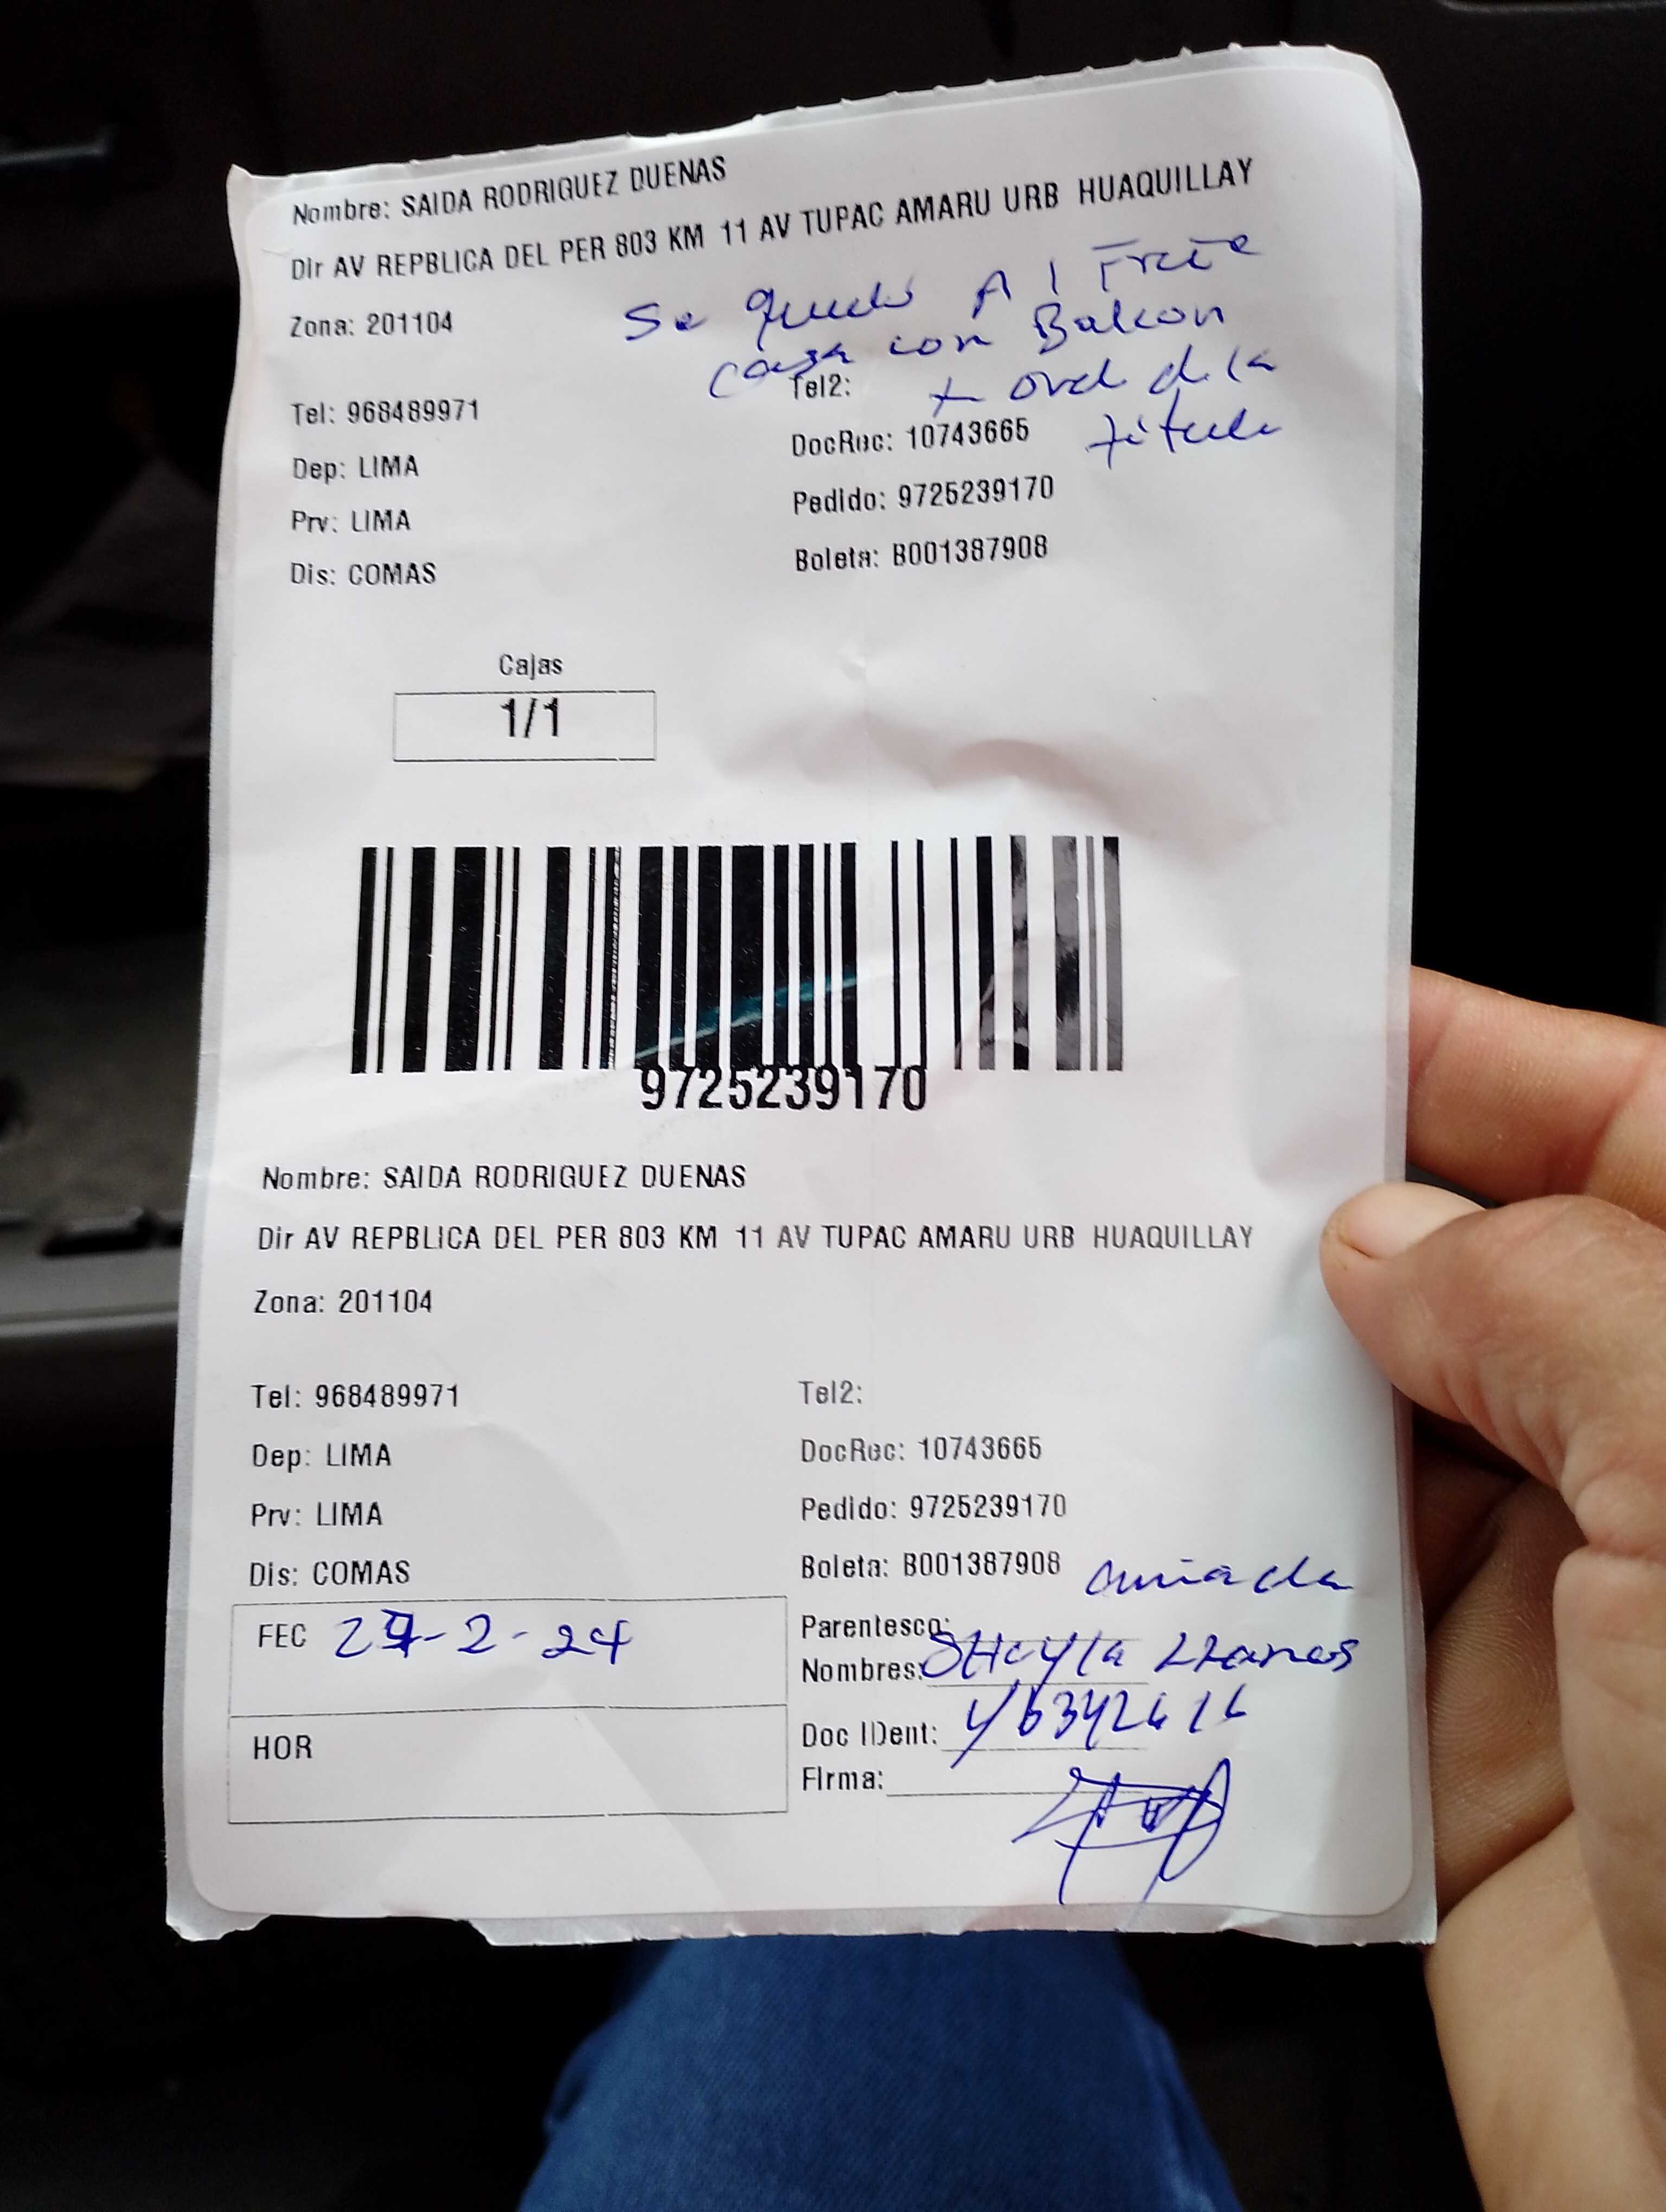 Nombre: SAIDA RODRIGUEZ DUENAS
Dir AV REPBLICA DEL PER 803 KM 11 AV TUPAC AMARU URB HUAQUILLAY
Zona: 201104
Se quedo Al
casa con Balcon
Tel2:
Tel: 968489971
DocRec: 10743665
Dep: LIMA
Pedido: 9725239170
Prv: LIMA
Boleta: B001387908
Dis: COMAS
Cajas
1/1
9725239170
Nombre: SAIDA RODRIGUEZ DUENAS
Dir AV REPBLICA DEL PER 803 KM 11 AV TUPAC AMARU URB HUAQUILLAY
Zona: 201104
Tel: 968489971
Tel2:
Dep: LIMA
DocRec: 10743665
Prv: LIMA
Pedido: 9725239170
Dis: COMAS
Boleta: B001387908
FEC 27-2-24
Parentesco:
Nombres: LLanos
HOR
Doc IDent:
Firma: